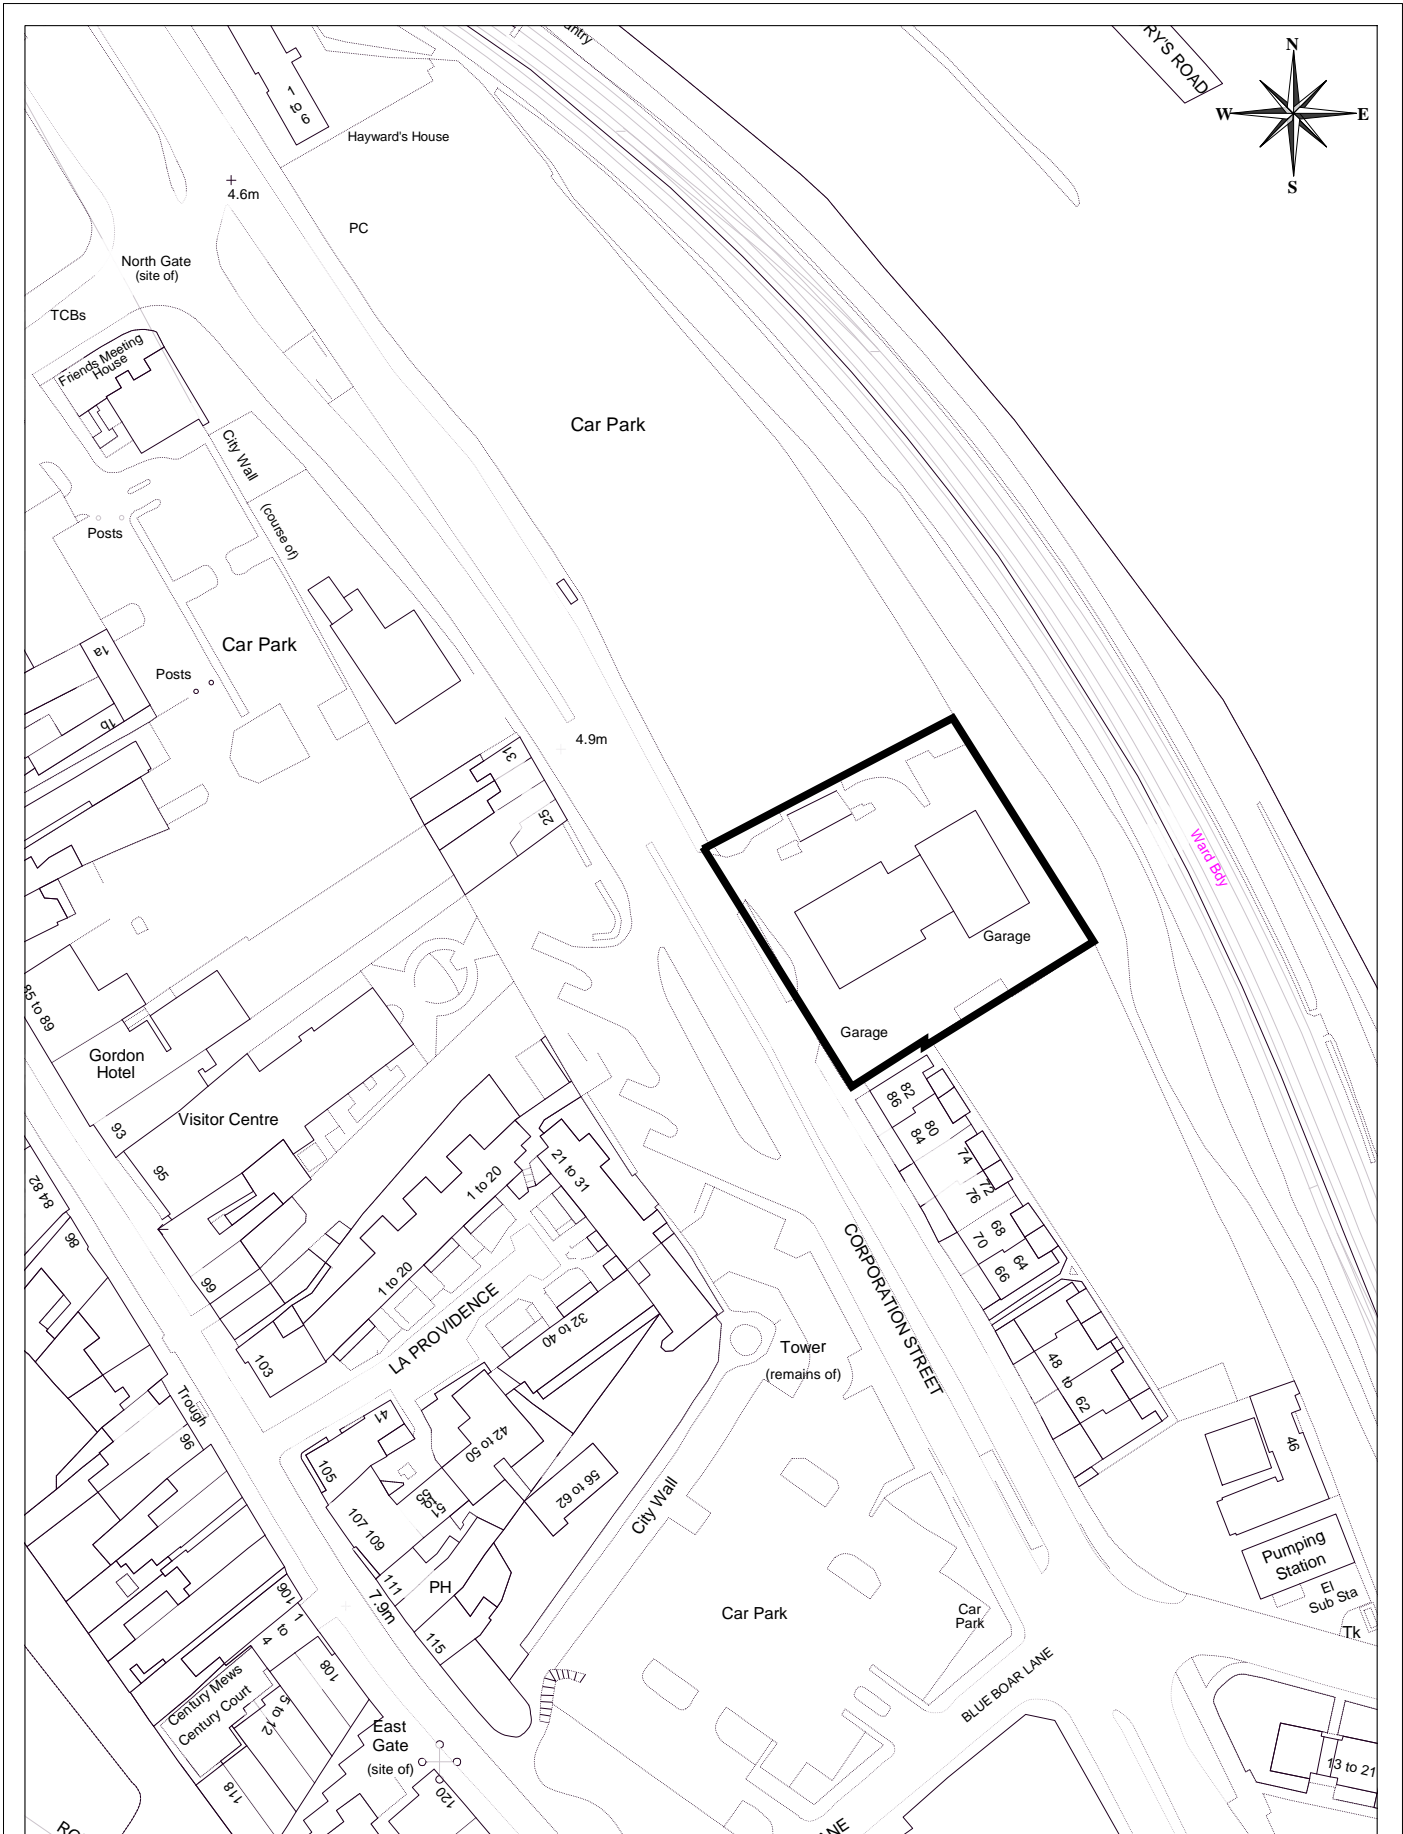 N
W
E
S
RY'S ROAD
antry
1
to
6
Hayward's House
4.6m
PC
North Gate
(site of)
TCBs
Friends Meeting
House
Car Park
City Wall
(course of)
Posts
Car Park
1a
Posts
1b
31
4.9m
25
Ward Bdy
Garage
Garage
85 to 89
Gordon
Hotel
Visitor Centre
93
95
82
86
80
84
74
72
76
68
70
64
66
1 to 20
21 to 31
84 82
86
99
1 to 20
LA PROVIDENCE
32 to 40
CORPORATION STREET
Tower
(remains of)
103
48
to
62
Trough
96
41
42 to 50
105
46
56 to 62
City Wall
107 109
Pumping
Station
El
Sub Sta
Tk
111
PH
7.9m
115
106
1
to
4
Car Park
Car
Park
BLUE BOAR LANE
108
Century Mews
Century Court
5 to 12
East
Gate
(site of)
118
120
13 to 21
RO
ANE